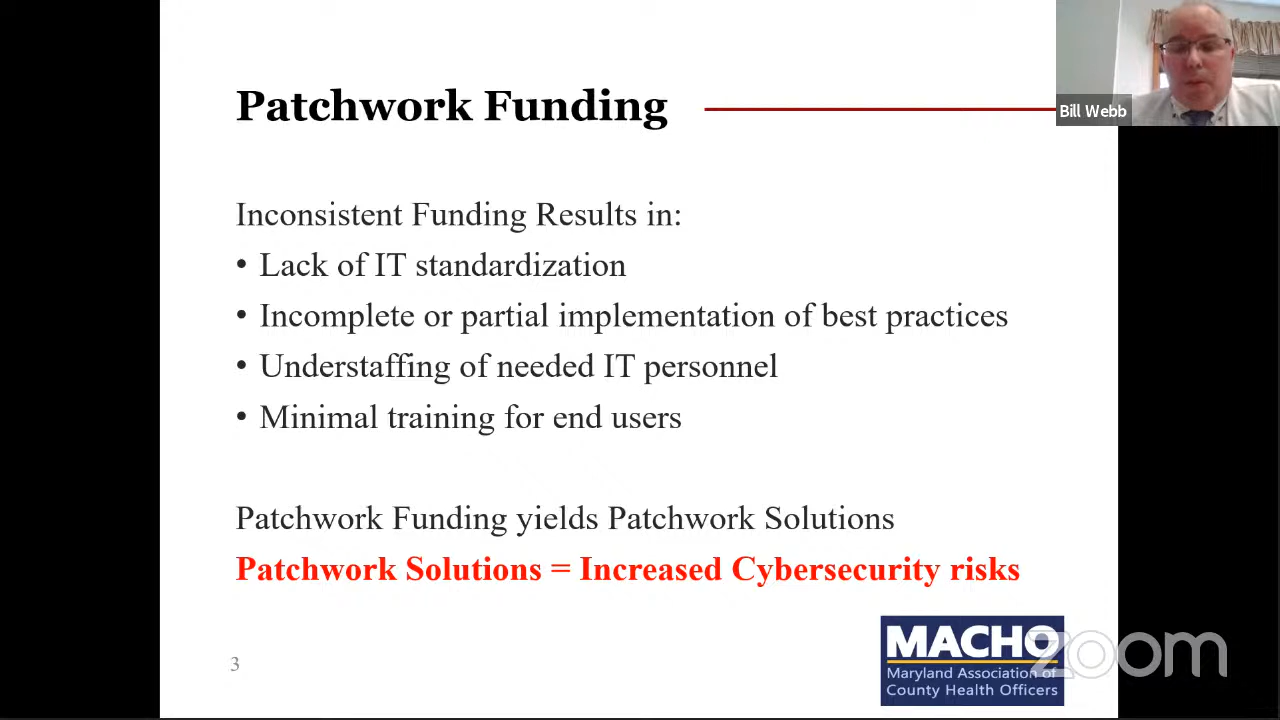 Patchwork Funding
Bill Webb
Inconsistent Funding Results in:
• Lack of IT standardization
• Incomplete or partial implementation of best practices
• Understaffing of needed IT personnel
• Minimal training for end users
Patchwork Funding yields Patchwork Solutions
Patchwork Solutions = Increased Cybersecurity risks
3
MACHO
Maryland Association of
County Health Officers
zoom